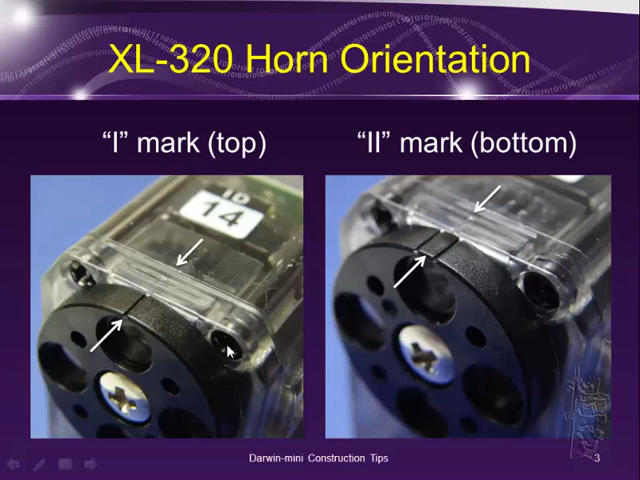 XL-320 Horn Orientation
“I” mark (top)
“II” mark (bottom)
ID
14
Darwin-mini Construction Tips
3